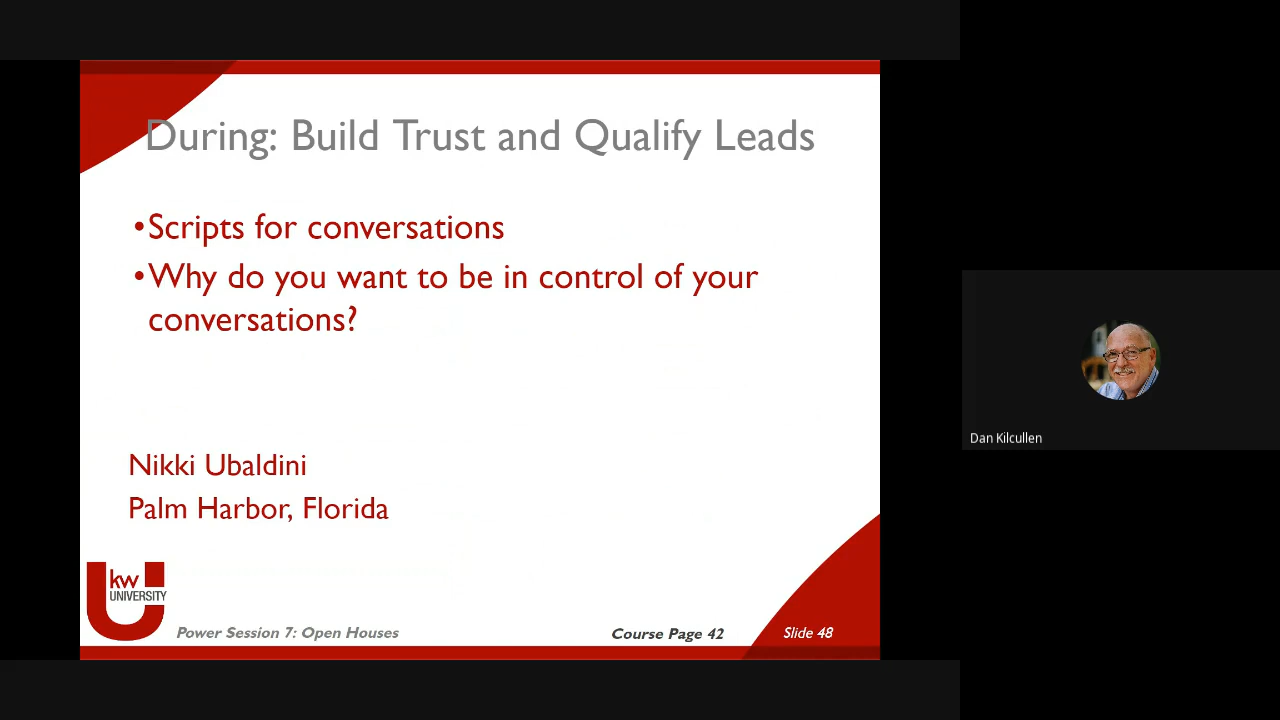 During: Build Trust and Qualify Leads
•Scripts for conversations
•Why do you want to be in control of your
conversations?
Nikki Ubaldini
Palm Harbor, Florida
kw
UNIVERSITY
Power Session 7: Open Houses
Course Page 42
Slide 48
Dan Kilcullen